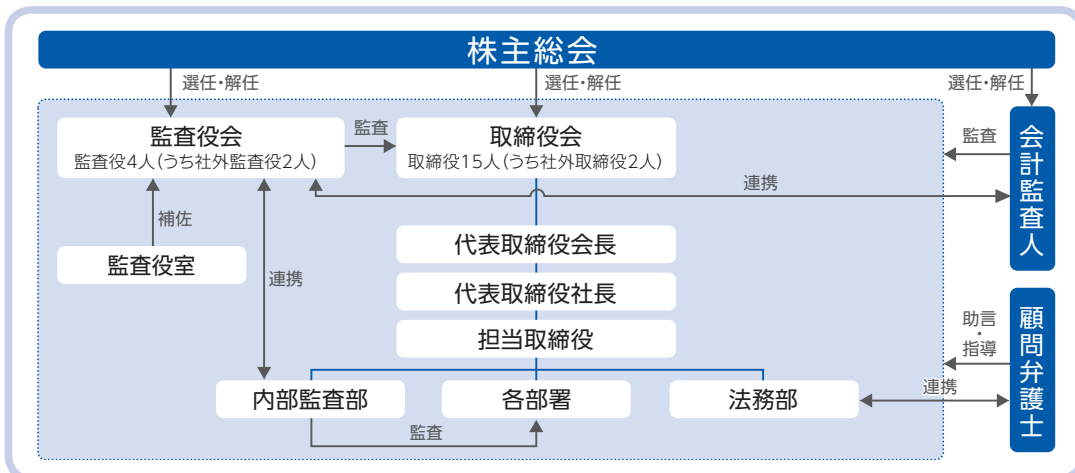 株主総会
選任・解任
選任・解任
選任・解任
監査役会
監査役4人(うち社外監査役2人)
監査
取締役会
取締役15人(うち社外取締役2人)
監査
会計監査人
連携
補佐
監査役室
連携
代表取締役会長
代表取締役社長
担当取締役
助言・指導
顧問弁護士
内部監査部
各部署
法務部
連携
監査